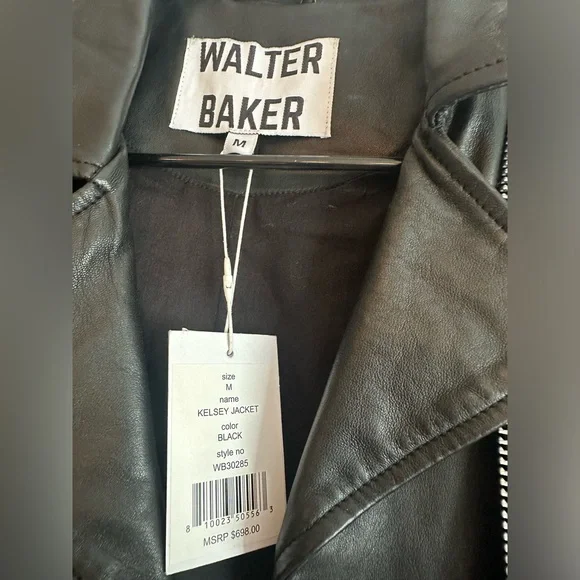 WALTER
BAKER
M
size
M
name
KELSEY JACKET
color
BLACK
style no
WB30285
8 10023 50556 3
MSRP $698.00